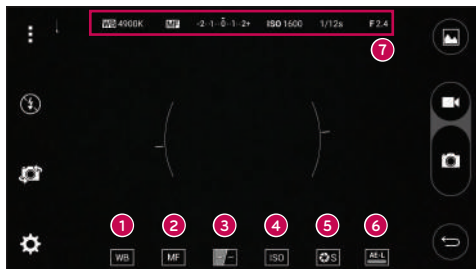 WB 4900K MF -2··1··0··1··2+ ISO 1600 1/12s F 2.4
7
1 2 3 4 5 6
WB MF +/- ISO S AE-L